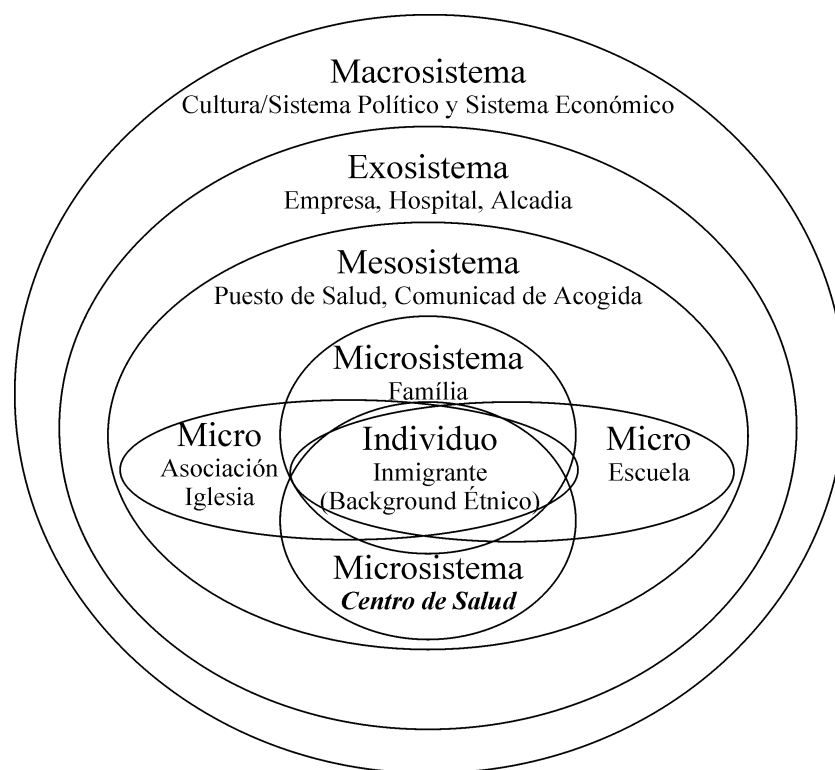 Macrosistema
Cultura/Sistema Político y Sistema Económico
Exosistema
Empresa, Hospital, Alcadia
Mesosistema
Puesto de Salud, Comunicad de Acogida
Microsistema
Família
Micro
Asociación
Iglesia
Individuo
Inmigrante
(Background Étnico)
Micro
Escuela
Microsistema
Centro de Salud